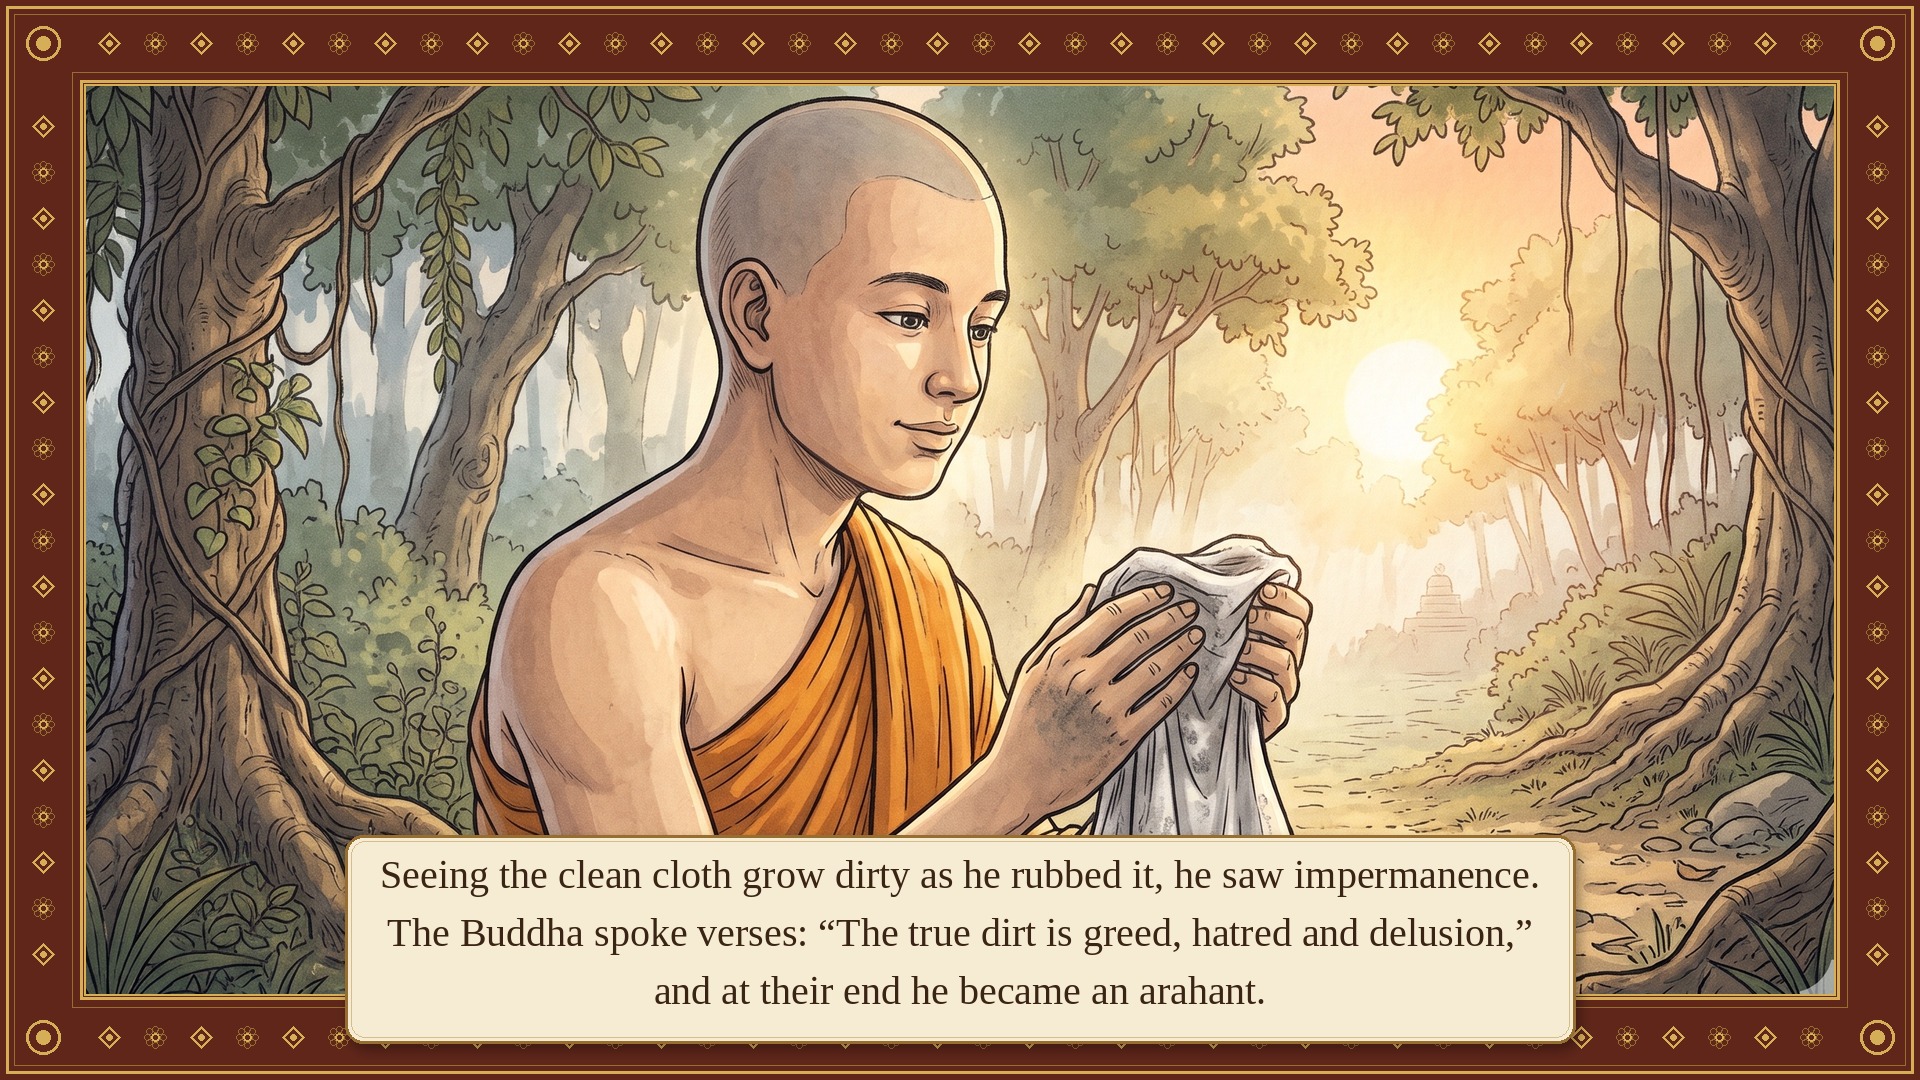 Seeing the clean cloth grow dirty as he rubbed it, he saw impermanence.
The Buddha spoke verses: “The true dirt is greed, hatred and delusion,”
and at their end he became an arahant.